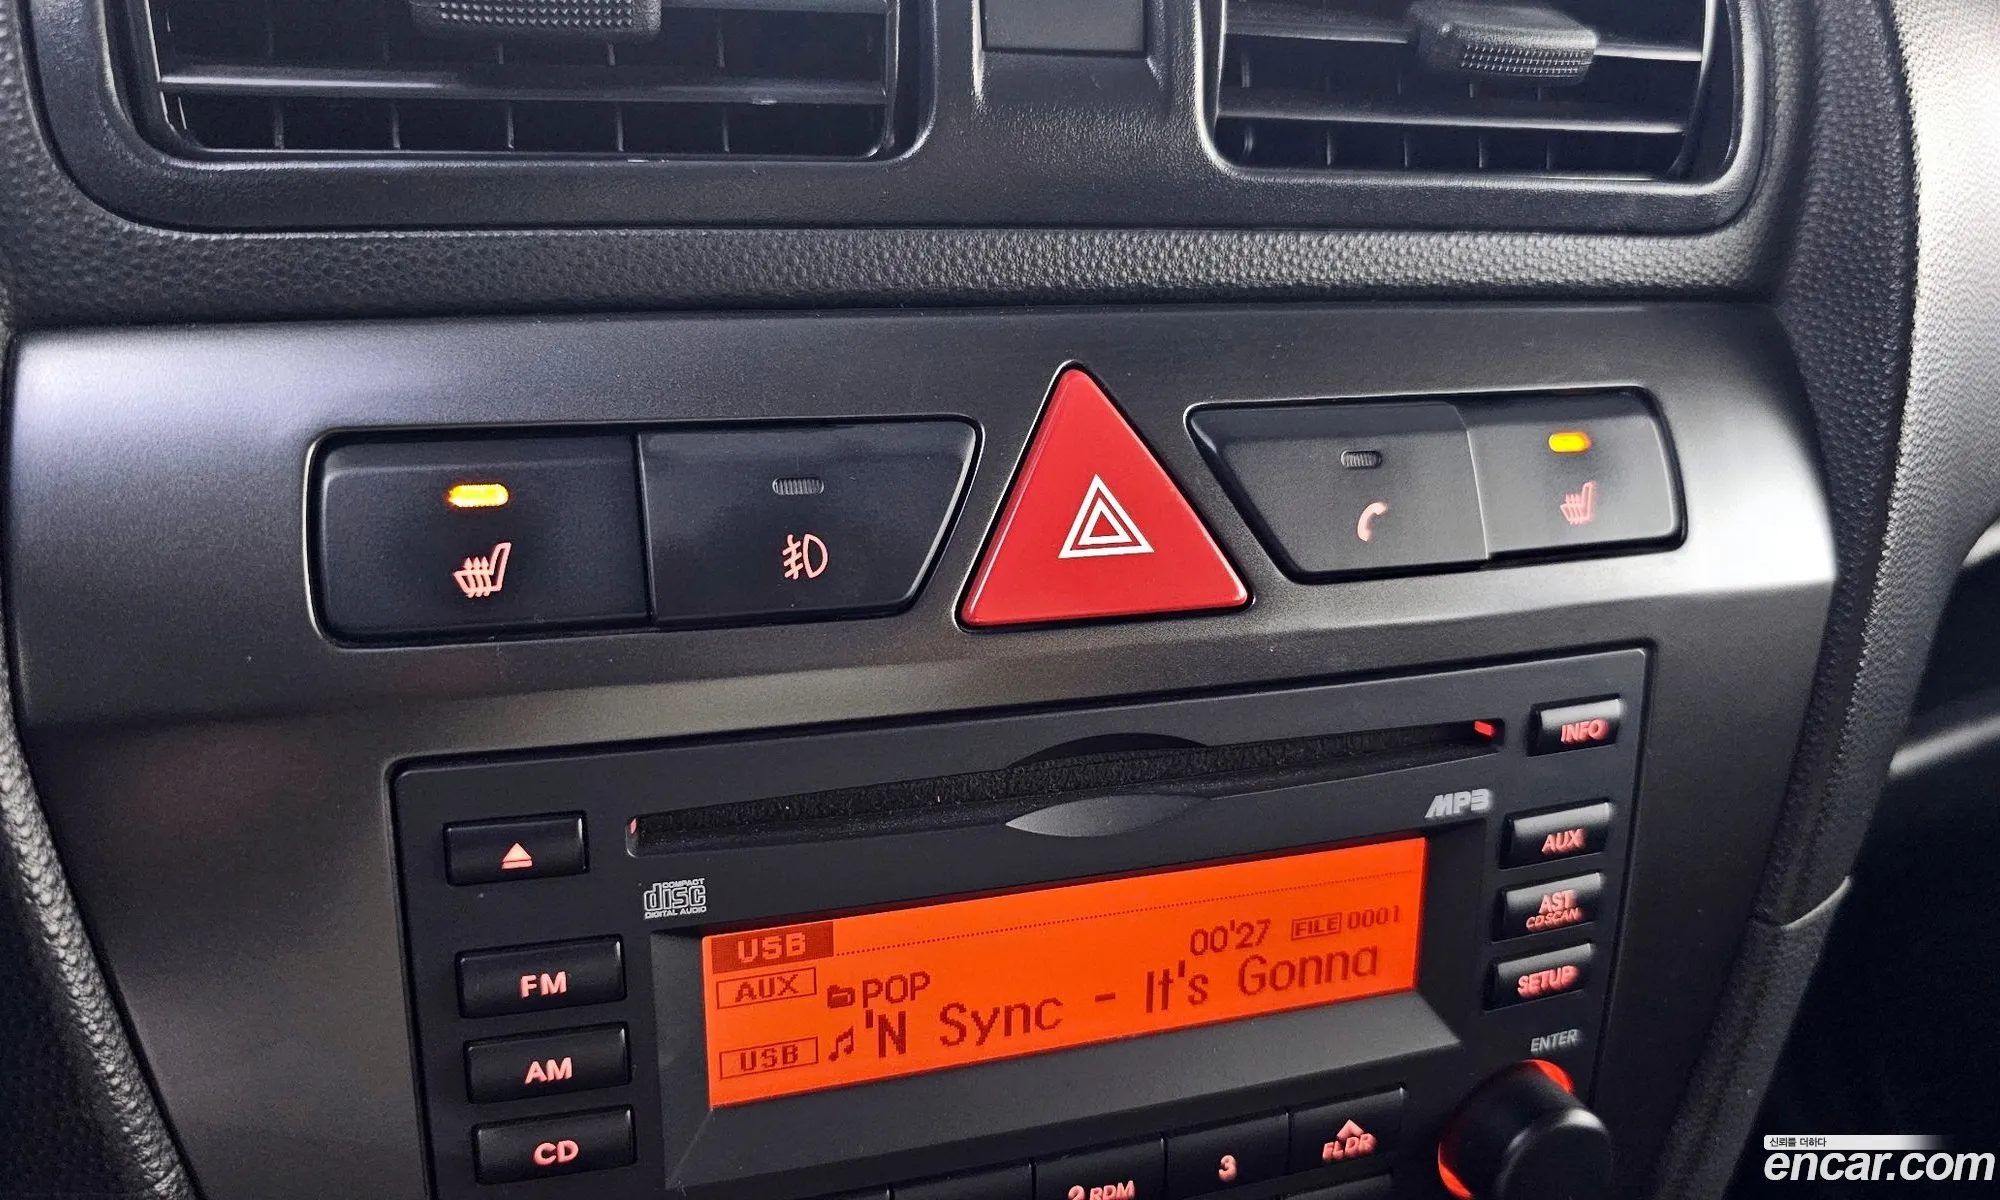 INFO
MP3
AUX
COMPACT
disc
DIGITAL AUDIO
AST
CD SCAN
USB
00'27 FILE 0001
FM
AUX
POP
SETUP
'N Sync - It's Gonna
USB
ENTER
AM
CD
2 RDM
3
FLDR
신뢰를 더하다
encar.com